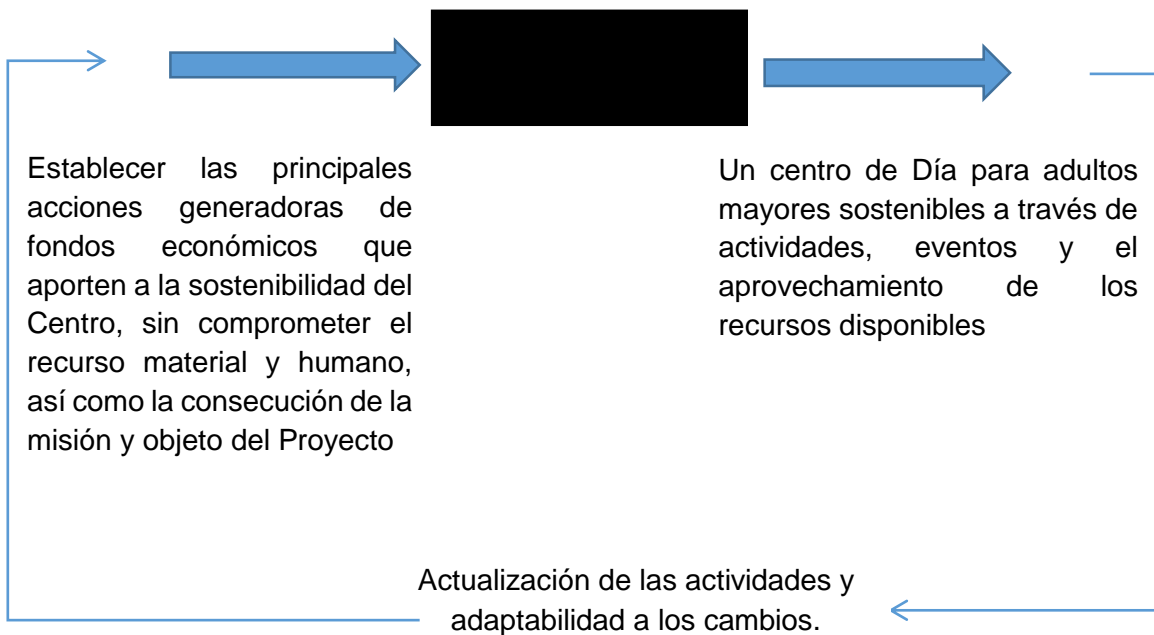 Establecer las principales
acciones generadoras de
fondos económicos que
aporten a la sostenibilidad del
Centro, sin comprometer el
recurso material y humano,
así como la consecución de la
misión y objeto del Proyecto
Un centro de Día para adultos
mayores sostenibles a través de
actividades, eventos y el
aprovechamiento de los
recursos disponibles
Actualización de las actividades y
adaptabilidad a los cambios.